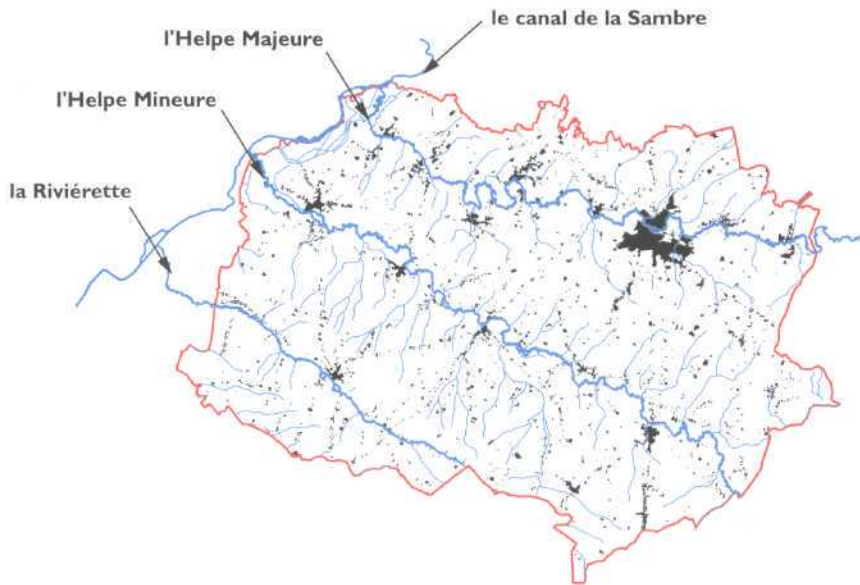 le canal de la Sambre
l'Helpe Majeure
l'Helpe Mineure
la Riviérette